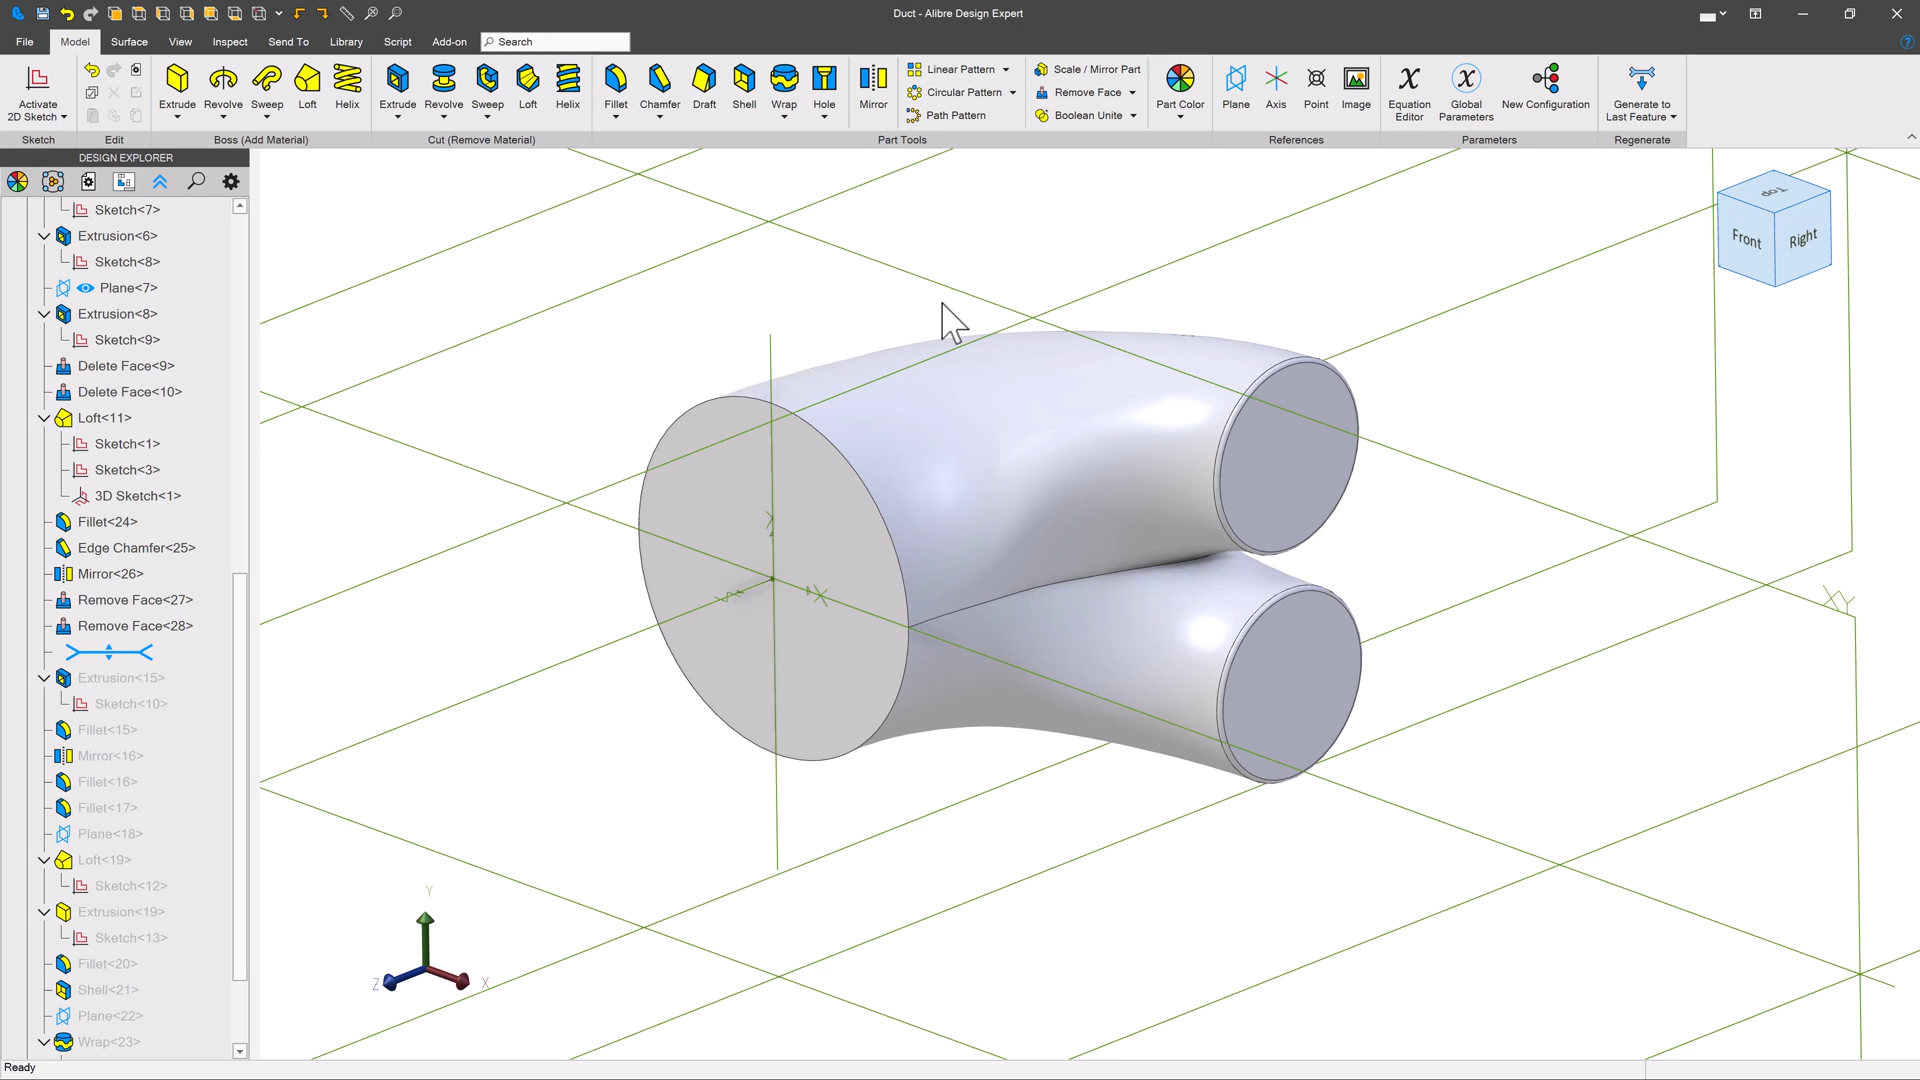 Duct - Alibre Design Expert
File Model Surface View Inspect Send To Library Script Add-on Search
Activate
2D Sketch
Extrude Revolve Sweep Loft Helix
Extrude Revolve Sweep Loft Helix
Fillet Chamfer Draft Shell Wrap Hole Mirror
Linear Pattern
Circular Pattern
Path Pattern
Scale / Mirror Part
Remove Face
Boolean Unite
Part Color
Plane Axis Point Image
Equation
Editor
Global
Parameters
New Configuration
Generate to
Last Feature
Sketch Edit Boss (Add Material) Cut (Remove Material) Part Tools References Parameters Regenerate
DESIGN EXPLORER
Sketch<7>
Extrusion<6>
Sketch<8>
Plane<7>
Extrusion<8>
Sketch<9>
Delete Face<9>
Delete Face<10>
Loft<11>
Sketch<1>
Sketch<3>
3D Sketch<1>
Fillet<24>
Edge Chamfer<25>
Mirror<26>
Remove Face<27>
Remove Face<28>
Extrusion<15>
Sketch<10>
Fillet<15>
Mirror<16>
Fillet<16>
Fillet<17>
Plane<18>
Loft<19>
Sketch<12>
Extrusion<19>
Sketch<13>
Fillet<20>
Shell<21>
Plane<22>
Wrap<23>
Top
Front
Right
XY
X
Y
Z
X
Ready